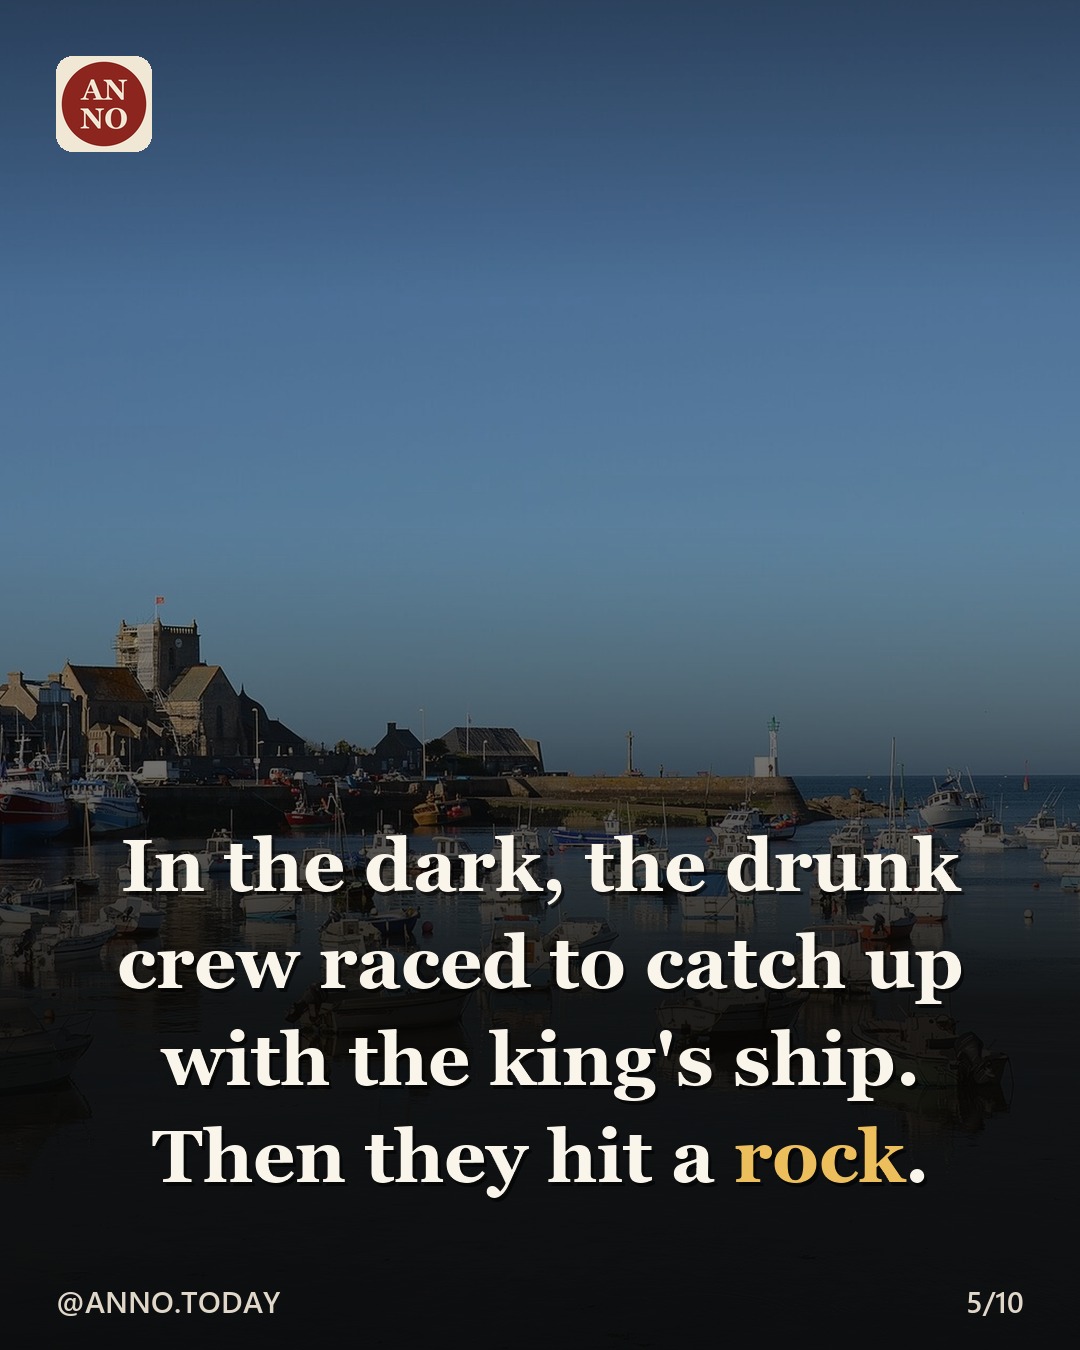 AN
NO
In the dark, the drunk
crew raced to catch up
with the king's ship.
Then they hit a rock.
@ANNO.TODAY
5/10